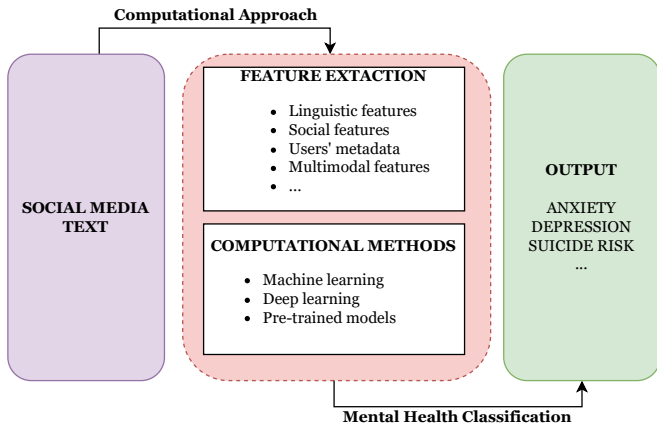 Computational Approach
SOCIAL MEDIA
TEXT
FEATURE EXTACTION
• Linguistic features
• Social features
• Users' metadata
• Multimodal features
• ...
COMPUTATIONAL METHODS
• Machine learning
• Deep learning
• Pre-trained models
OUTPUT
ANXIETY
DEPRESSION
SUICIDE RISK
...
Mental Health Classification